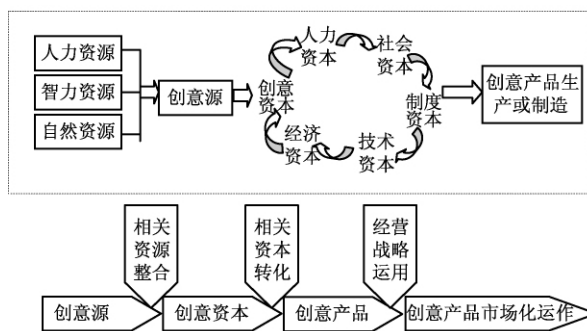 人力资源
智力资源
自然资源
创意源
创意
资本
人力
资本
社会
资本
制度
资本
技术
资本
经济
资本
创意产品生
产或制造
相关
资源
整合
相关
资本
转化
经营
战略
运用
创意源
创意资本
创意产品
创意产品市场化运作